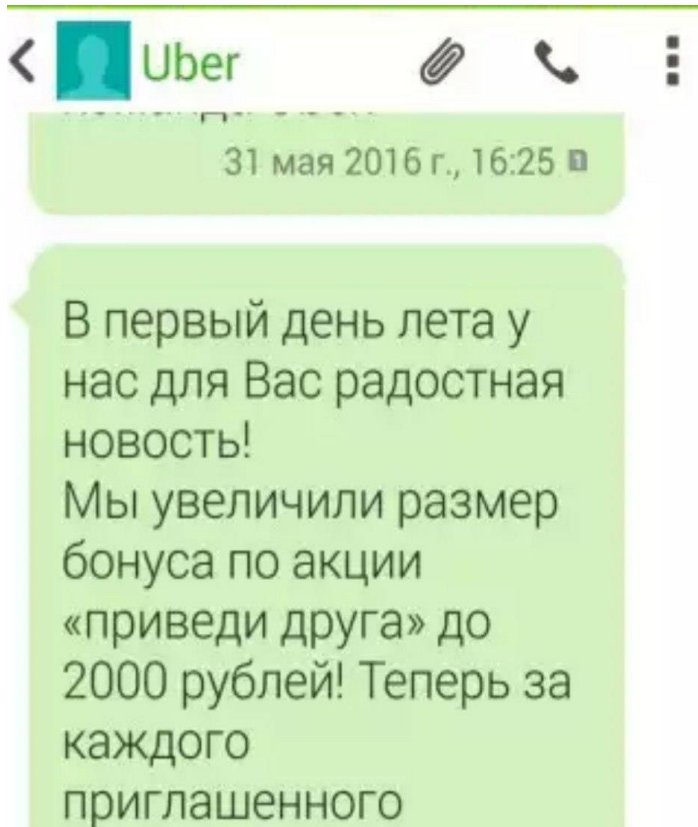 Uber
31 мая 2016 г., 16:25
В первый день лета у
нас для Вас радостная
новость!
Мы увеличили размер
бонуса по акции
«приведи друга» до
2000 рублей! Теперь за
каждого
приглашенного